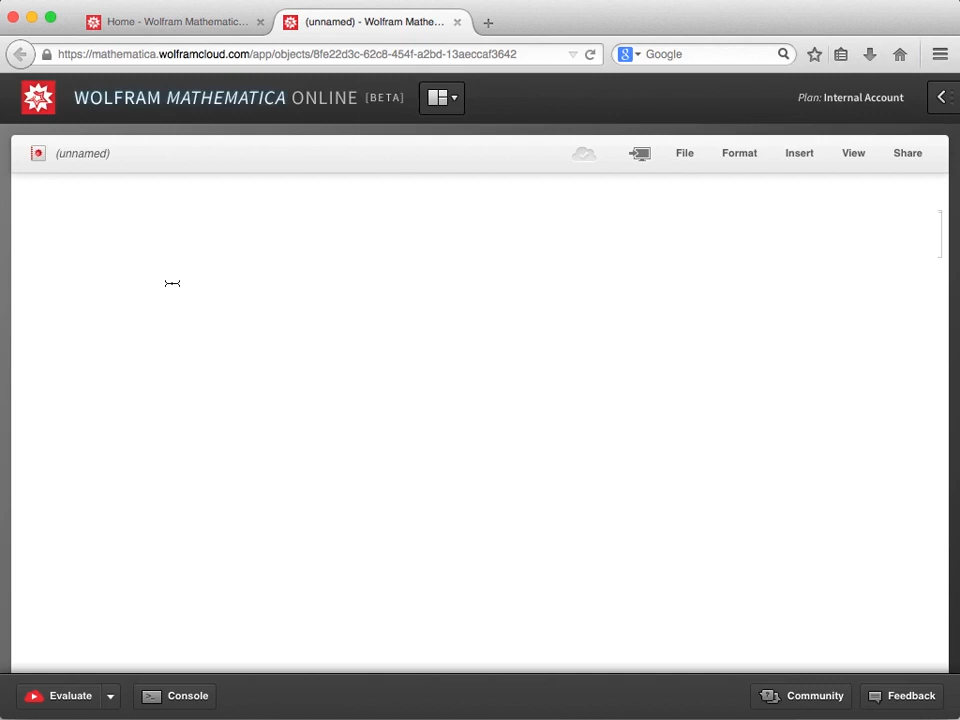 Home - Wolfram Mathematic...
(unnamed) - Wolfram Mathe...
https://mathematica.wolframcloud.com/app/objects/8fe22d3c-62c8-454f-a2bd-13aeccaf3642
Google
WOLFRAM MATHEMATICA ONLINE [BETA]
Plan: Internal Account
(unnamed)
File
Format
Insert
View
Share
Evaluate
Console
Community
Feedback